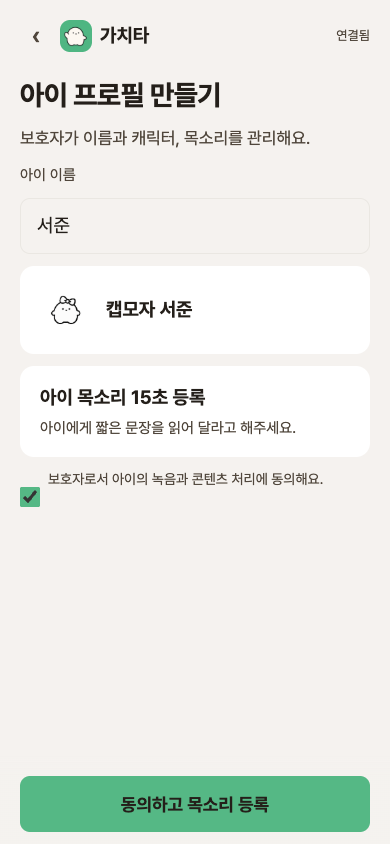 ‹ 가치타 연결됨
아이 프로필 만들기
보호자가 이름과 캐릭터, 목소리를 관리해요.
아이 이름
서준
캡모자 서준
아이 목소리 15초 등록
아이에게 짧은 문장을 읽어 달라고 해주세요.
보호자로서 아이의 녹음과 콘텐츠 처리에 동의해요.
동의하고 목소리 등록